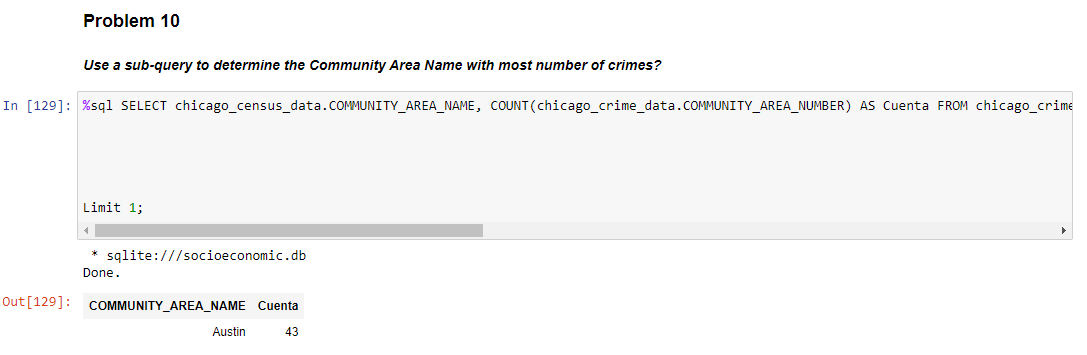 Problem 10
Use a sub-query to determine the Community Area Name with most number of crimes?
In [129]: %sql SELECT chicago_census_data.COMMUNITY_AREA_NAME, COUNT(chicago_crime_data.COMMUNITY_AREA_NUMBER) AS Cuenta FROM chicago_crime
Limit 1;
* sqlite:///socioeconomic.db
Done.
Out[129]: COMMUNITY_AREA_NAME Cuenta
Austin 43